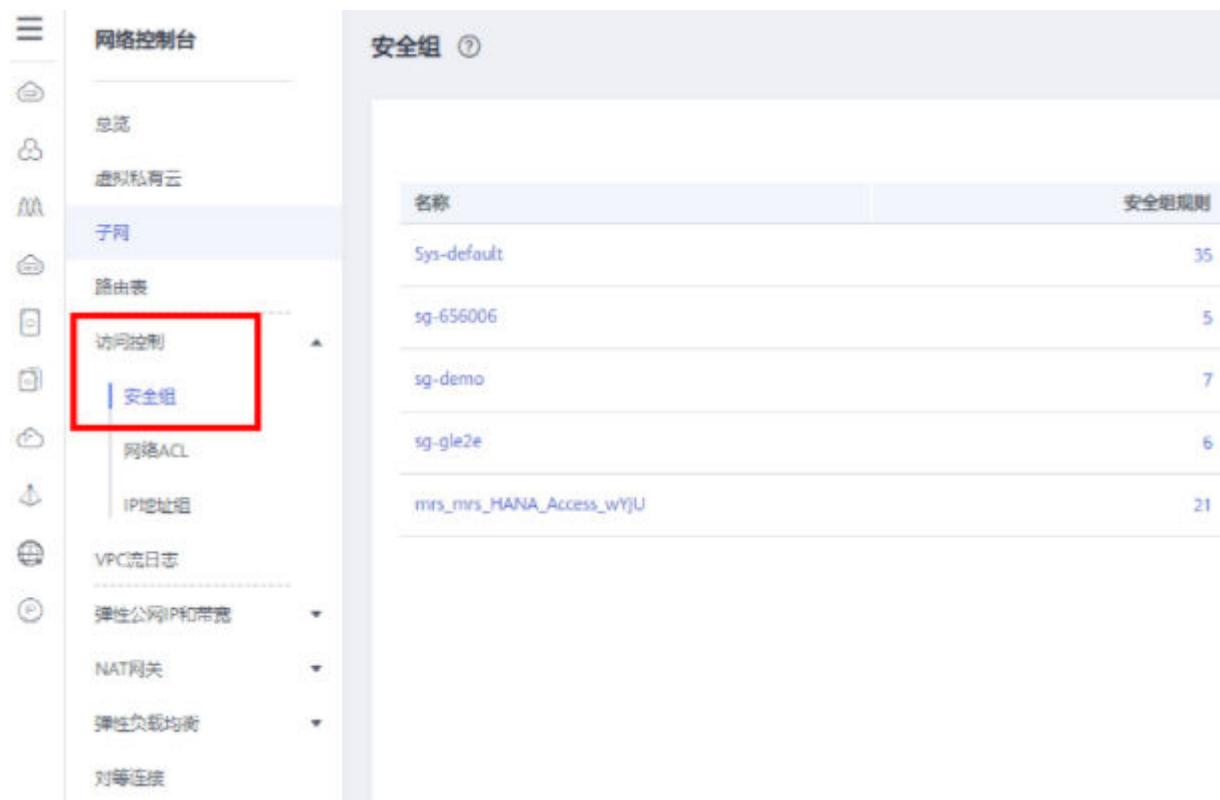 网络控制台
总览
虚拟私有云
子网
路由表
访问控制
安全组
网络ACL
IP地址组
VPC流日志
弹性公网IP和带宽
NAT网关
弹性负载均衡
对等连接
安全组 ?
名称 安全组规则
Sys-default 35
sg-656006 5
sg-demo 7
sg-gle2e 6
mrs_mrs_HANA_Access_wYjU 21